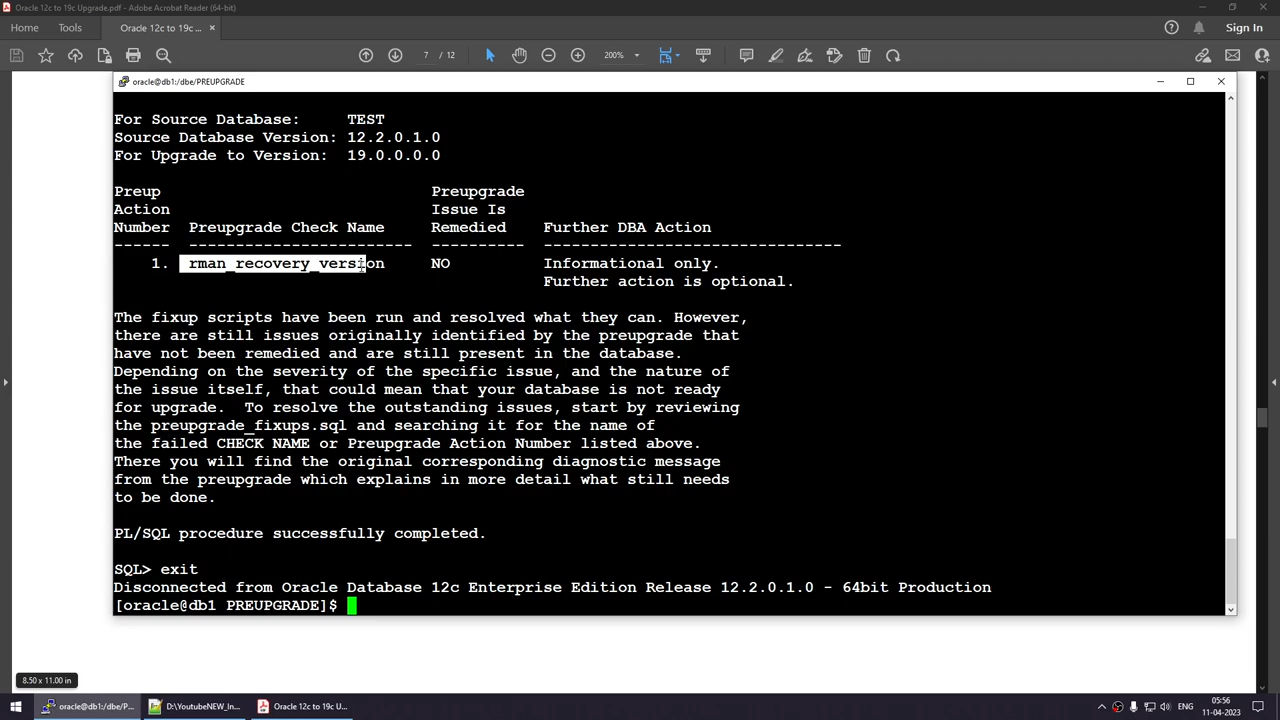 Oracle 12c to 19c Upgrade.pdf - Adobe Acrobat Reader (64-bit)
Home Tools Oracle 12c to 19c ... × Sign In
7 / 12 200%
oracle@db1:/dbe/PREUPGRADE
For Source Database: TEST
Source Database Version: 12.2.0.1.0
For Upgrade to Version: 19.0.0.0.0
Preup Preupgrade
Action Issue Is
Number Preupgrade Check Name Remedied Further DBA Action
------ ------------------------ ---------- --------------------------------
1. rman_recovery_version NO Informational only.
Further action is optional.
The fixup scripts have been run and resolved what they can. However,
there are still issues originally identified by the preupgrade that
have not been remedied and are still present in the database.
Depending on the severity of the specific issue, and the nature of
the issue itself, that could mean that your database is not ready
for upgrade. To resolve the outstanding issues, start by reviewing
the preupgrade_fixups.sql and searching it for the name of
the failed CHECK NAME or Preupgrade Action Number listed above.
There you will find the original corresponding diagnostic message
from the preupgrade which explains in more detail what still needs
to be done.
PL/SQL procedure successfully completed.
SQL> exit
Disconnected from Oracle Database 12c Enterprise Edition Release 12.2.0.1.0 - 64bit Production
[oracle@db1 PREUPGRADE]$
8.50 x 11.00 in
oracle@db1:/dbe/P... D:\YoutubeNEW_In... Oracle 12c to 19c U... ENG 05:56
11-04-2023